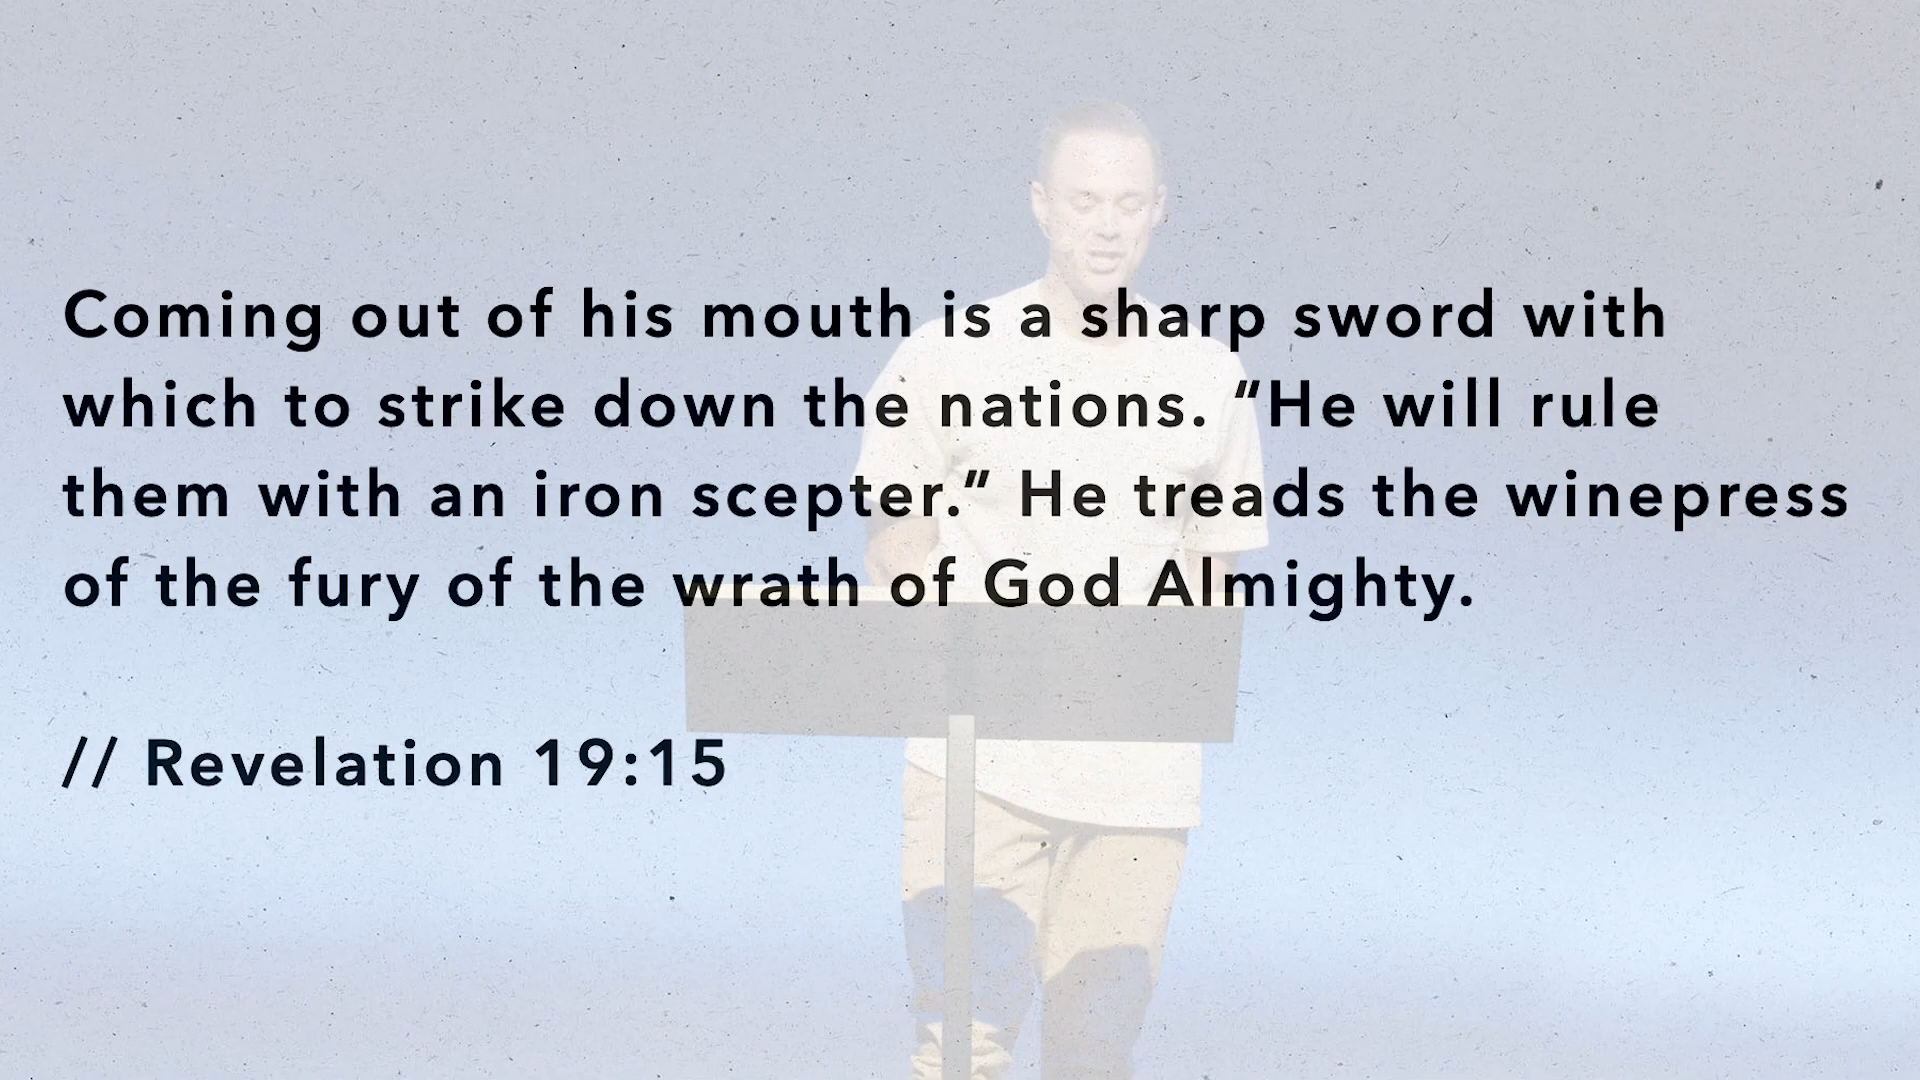 Coming out of his mouth is a sharp sword with
which to strike down the nations. “He will rule
them with an iron scepter.” He treads the winepress
of the fury of the wrath of God Almighty.
// Revelation 19:15